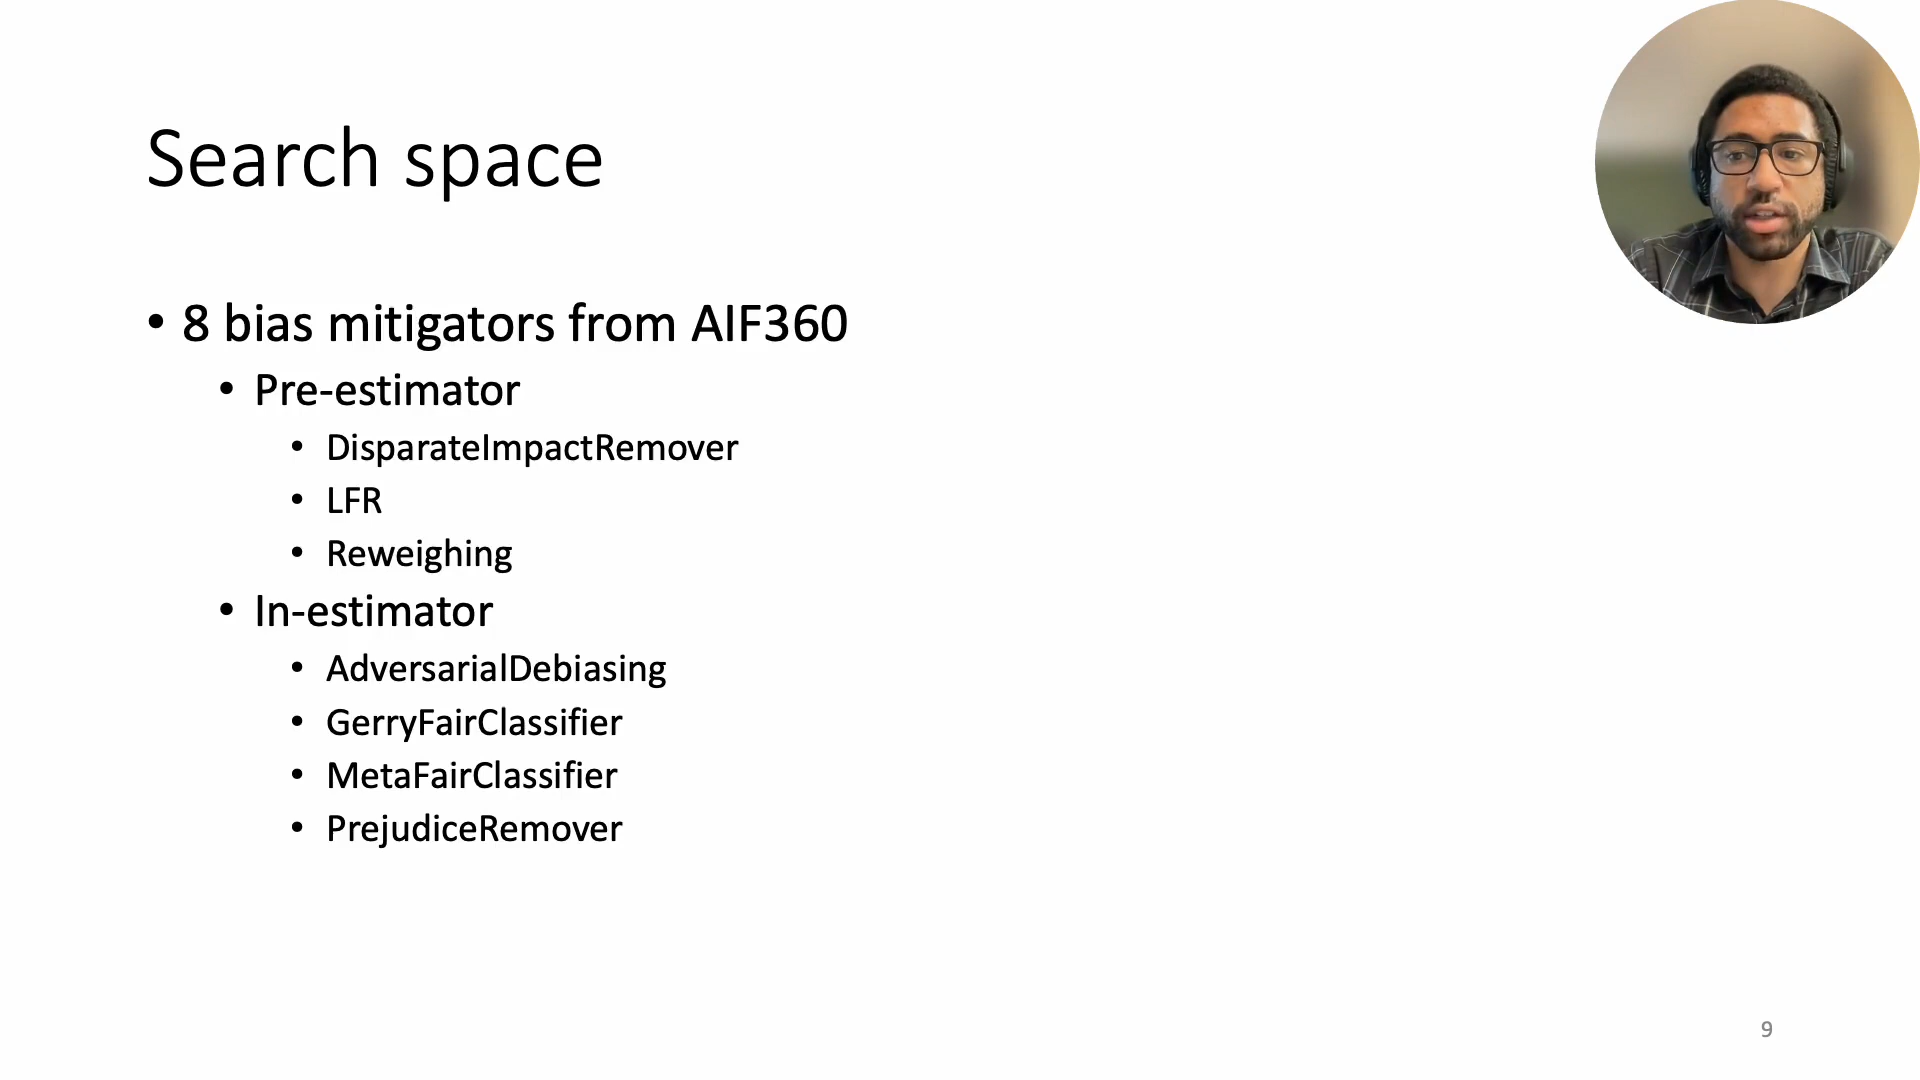 Search space
• 8 bias mitigators from AIF360
• Pre-estimator
• DisparateImpactRemover
• LFR
• Reweighing
• In-estimator
• AdversarialDebiasing
• GerryFairClassifier
• MetaFairClassifier
• PrejudiceRemover
9